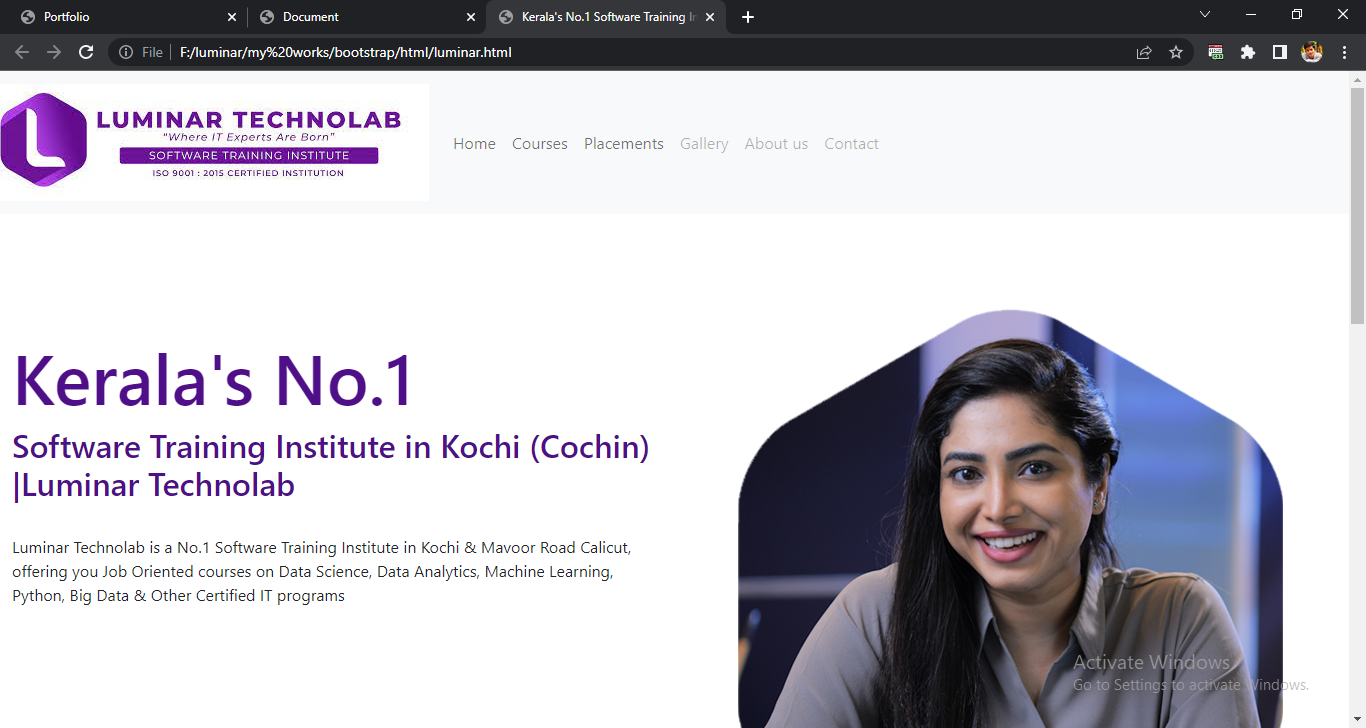 Portfolio
Document
Kerala's No.1 Software Training In
File
F:/luminar/my%20works/bootstrap/html/luminar.html
LUMINAR TECHNOLAB
"Where IT Experts Are Born"
SOFTWARE TRAINING INSTITUTE
ISO 9001 : 2015 CERTIFIED INSTITUTION
Home Courses Placements Gallery About us Contact
Kerala's No.1
Software Training Institute in Kochi (Cochin)
|Luminar Technolab
Luminar Technolab is a No.1 Software Training Institute in Kochi & Mavoor Road Calicut,
offering you Job Oriented courses on Data Science, Data Analytics, Machine Learning,
Python, Big Data & Other Certified IT programs
Activate Windows
Go to Settings to activate Windows.